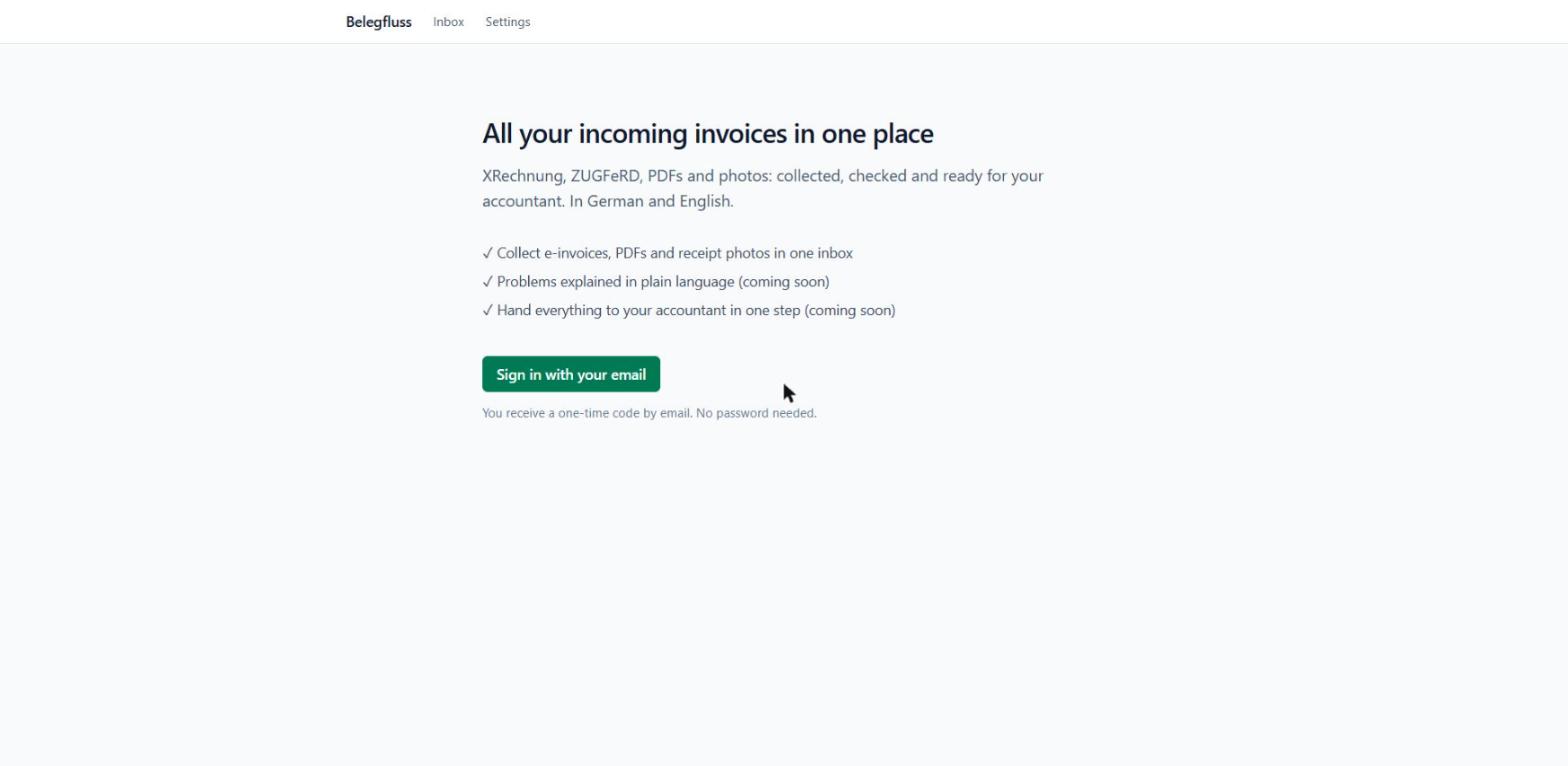 Belegfluss Inbox Settings
All your incoming invoices in one place
XRechnung, ZUGFeRD, PDFs and photos: collected, checked and ready for your
accountant. In German and English.
✓ Collect e-invoices, PDFs and receipt photos in one inbox
✓ Problems explained in plain language (coming soon)
✓ Hand everything to your accountant in one step (coming soon)
Sign in with your email
You receive a one-time code by email. No password needed.